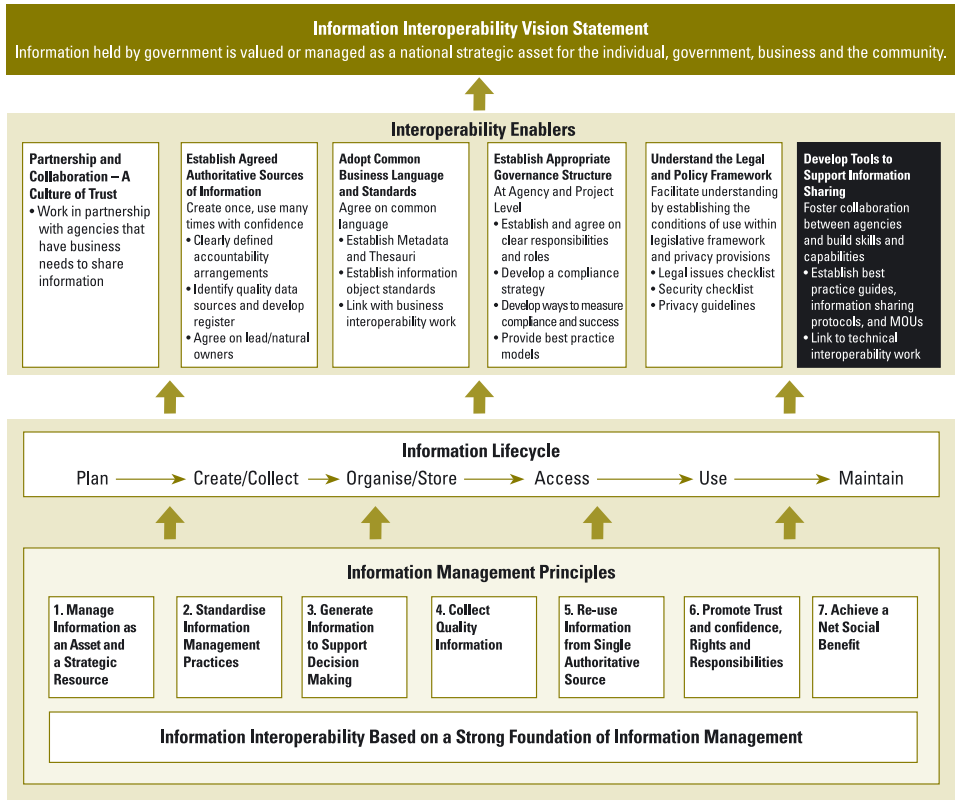 Information Interoperability Vision Statement
Information held by government is valued or managed as a national strategic asset for the individual, government, business and the community.
Interoperability Enablers
Partnership and
Collaboration – A
Culture of Trust
• Work in partnership
with agencies that
have business
needs to share
information
Establish Agreed
Authoritative Sources
of Information
Create once, use many
times with confidence
• Clearly defined
accountability
arrangements
• Identify quality data
sources and develop
register
• Agree on lead/natural
owners
Adopt Common
Business Language
and Standards
Agree on common
language
• Establish Metadata
and Thesauri
• Establish information
object standards
• Link with business
interoperability work
Establish Appropriate
Governance Structure
At Agency and Project
Level
• Establish and agree on
clear responsibilities
and roles
• Develop a compliance
strategy
• Develop ways to measure
compliance and success
• Provide best practice
models
Understand the Legal
and Policy Framework
Facilitate understanding
by establishing the
conditions of use within
legislative framework
and privacy provisions
• Legal issues checklist
• Security checklist
• Privacy guidelines
Develop Tools to
Support Information
Sharing
Foster collaboration
between agencies
and build skills and
capabilities
• Establish best
practice guides,
information sharing
protocols, and MOUs
• Link to technical
interoperability work
Information Lifecycle
Plan Create/Collect Organise/Store Access Use Maintain
Information Management Principles
1. Manage
Information as
an Asset and
a Strategic
Resource
2. Standardise
Information
Management
Practices
3. Generate
Information
to Support
Decision
Making
4. Collect
Quality
Information
5. Re-use
Information
from Single
Authoritative
Source
6. Promote Trust
and confidence,
Rights and
Responsibilities
7. Achieve a
Net Social
Benefit
Information Interoperability Based on a Strong Foundation of Information Management